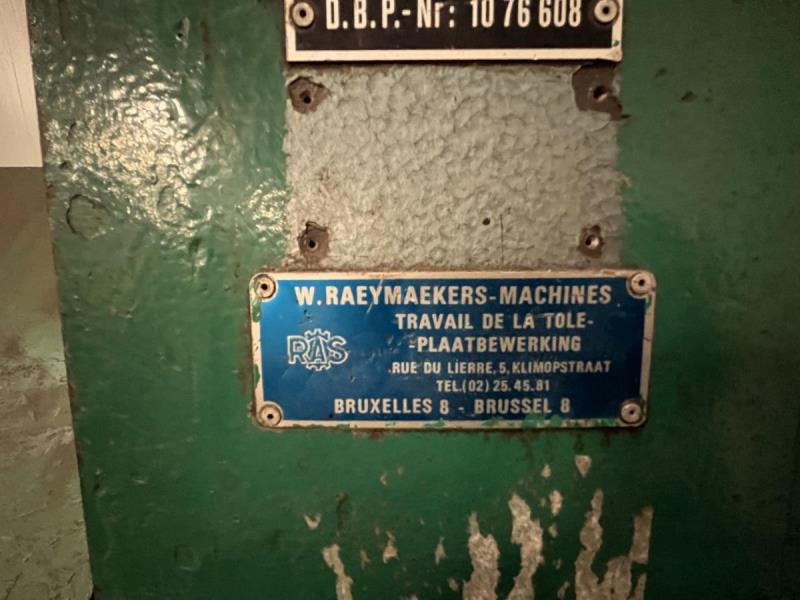 D.B.P.-Nr: 10 76 608
W.RAEYMAEKERS-MACHINES
TRAVAIL DE LA TOLE-
-PLAATBEWERKING
RAS
RUE DU LIERRE, 5, KLIMOPSTRAAT
TEL.(02) 25.45.81
BRUXELLES 8 - BRUSSEL 8